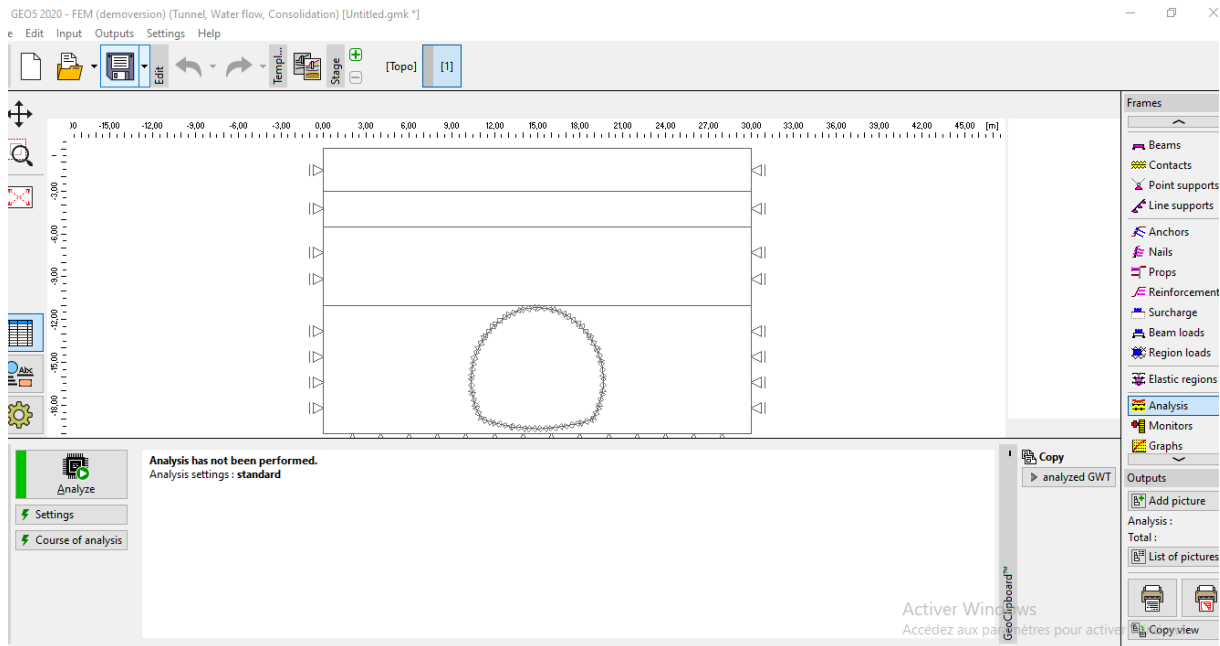 GEO5 2020 - FEM (demoversion) (Tunnel, Water flow, Consolidation) [Untitled.gmk *]
e Edit Input Outputs Settings Help
Edit
Templ...
Stage
[Topo]
[1]
-15,00 -12,00 -9,00 -6,00 -3,00 0,00 3,00 6,00 9,00 12,00 15,00 18,00 21,00 24,00 27,00 30,00 33,00 36,00 39,00 42,00 45,00 [m]
-3,00
-6,00
-9,00
-12,00
-15,00
-18,00
Abc
Frames
Beams
Contacts
Point supports
Line supports
Anchors
Nails
Props
Reinforcement
Surcharge
Beam loads
Region loads
Elastic regions
Analysis
Monitors
Graphs
Analyze
Settings
Course of analysis
Analysis has not been performed.
Analysis settings : standard
GeoClipboard™
Copy
analyzed GWT
Outputs
Add picture
Analysis :
Total :
List of pictures
Copy view
Activer Windows
Accédez aux paramètres pour activer